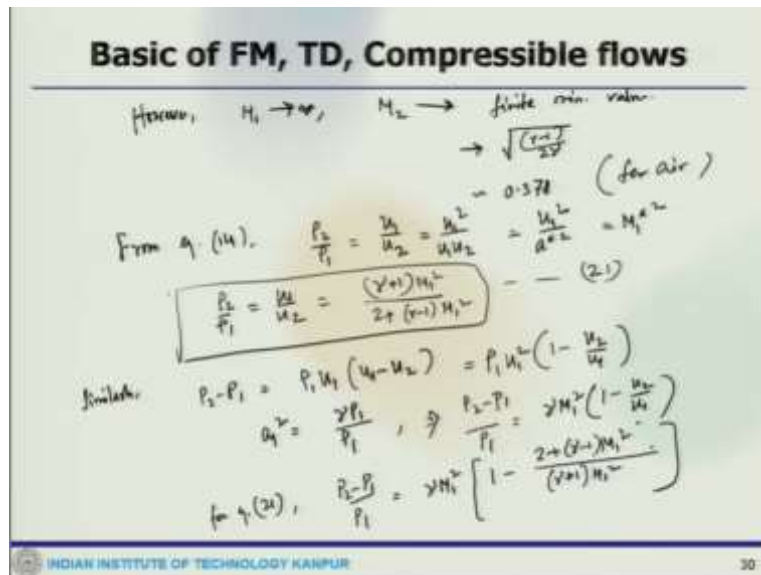 Basic of FM, TD, Compressible flows
However, M₁ → ∞, M₂ → finite min. value
→ √((γ-1)/2γ)
= 0.378 (for air)
From q. (14), ρ₂/ρ₁ = u₁/u₂ = u₁²/u₁u₂ = u₁²/a*² = M₁*²
ρ₂/ρ₁ = u₁/u₂ = (γ+1)M₁²/(2+(γ-1)M₁²) - - (21)
Similarly, P₂-P₁ = ρ₁u₁(u₁-u₂) = ρ₁u₁²(1 - u₂/u₁)
a₁² = γP₁/ρ₁, ⇒ (P₂-P₁)/P₁ = γM₁²(1 - u₂/u₁)
for q. (21), (P₂-P₁)/P₁ = γM₁²[1 - (2+(γ-1)M₁²)/((γ+1)M₁²)]
INDIAN INSTITUTE OF TECHNOLOGY KANPUR 30